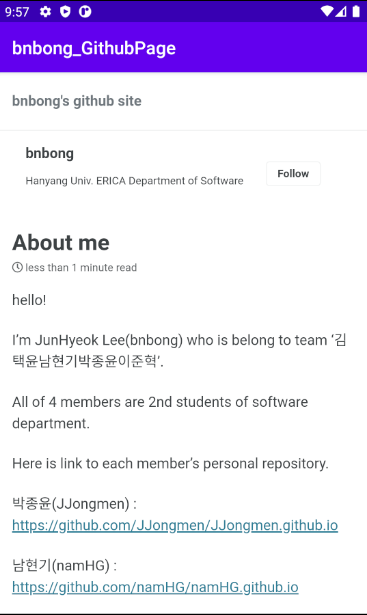 9:57
bnbong_GithubPage
bnbong's github site
bnbong
Hanyang Univ. ERICA Department of Software
Follow
About me
less than 1 minute read
hello!
I’m JunHyeok Lee(bnbong) who is belong to team ‘김
택윤남현기박종윤이준혁’.
All of 4 members are 2nd students of software
department.
Here is link to each member’s personal repository.
박종윤(JJongmen) :
https://github.com/JJongmen/JJongmen.github.io
남현기(namHG) :
https://github.com/namHG/namHG.github.io